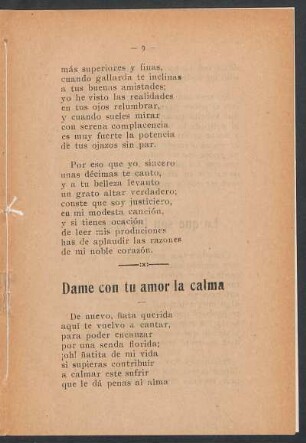 — 9 —
más superiores y finas,
cuando gallarda te inclinas
a tus buenas amistades;
yo he visto las realidades
en tus ojos relumbrar,
y cuando sueles mirar
con serena complacencia
es muy fuerte la potencia
de tus ojazos sin par.
Por eso que yo sincero
unas décimas te canto,
y a tu belleza levanto
un grato altar verdadero;
conste que soy justiciero,
en mi modesta canción,
y si tienes ocación
de leer mis produciones
has de aplaudir las razones
de mi noble corazón.
Dame con tu amor la calma
De nuevo, ñata querida
aquí te vuelvo a cantar,
para poder encauzar
por una senda florida;
¡oh! ñatita de mi vida
si supieras contribuir
a calmar este sufrir
que le dá penas al alma